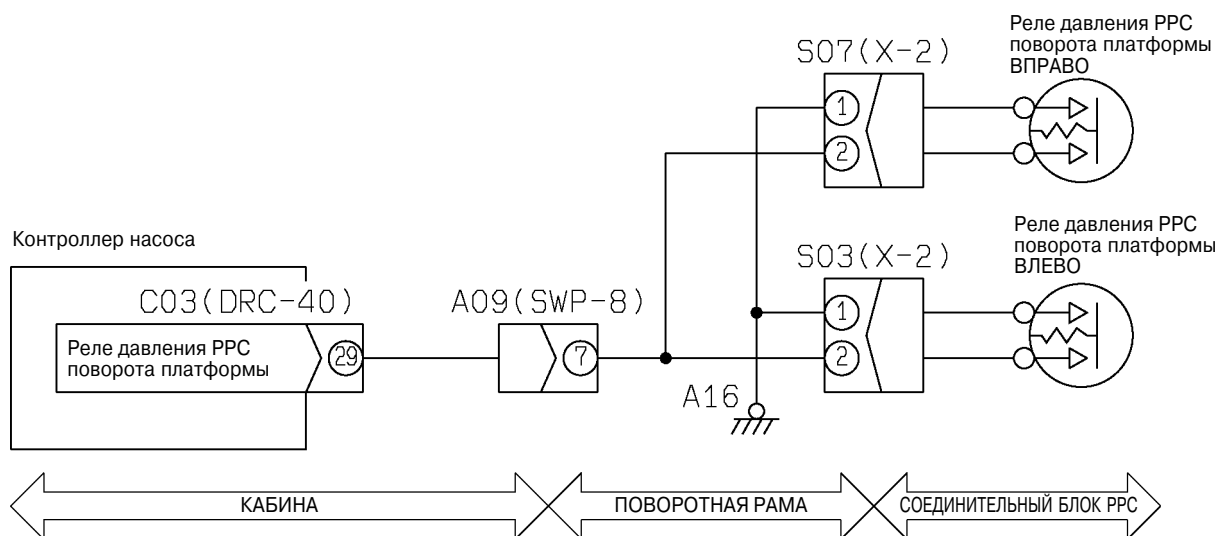 Реле давления PPC
поворота платформы
ВПРАВО
S07(X-2)
1
2
Реле давления PPC
поворота платформы
ВЛЕВО
S03(X-2)
1
2
Контроллер насоса
C03(DRC-40)
A09(SWP-8)
Реле давления PPC
поворота платформы
29
7
A16
КАБИНА
ПОВОРОТНАЯ РАМА
СОЕДИНИТЕЛЬНЫЙ БЛОК PPC